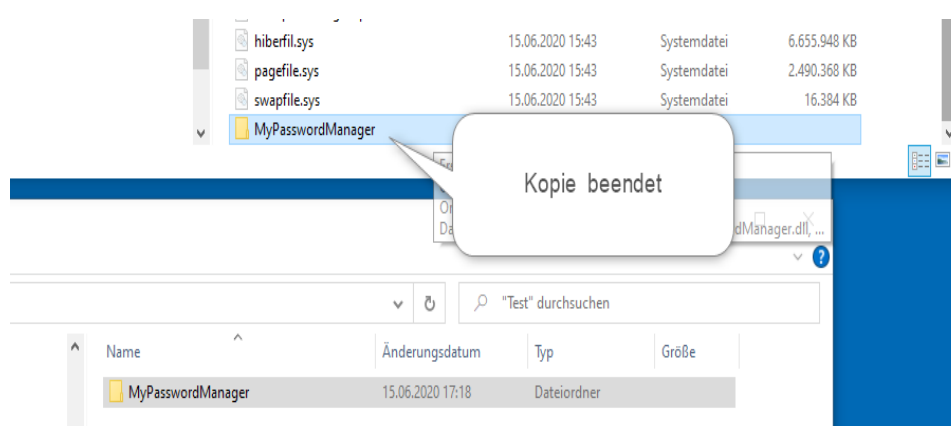 hiberfil.sys 15.06.2020 15:43 Systemdatei 6.655.948 KB
pagefile.sys 15.06.2020 15:43 Systemdatei 2.490.368 KB
swapfile.sys 15.06.2020 15:43 Systemdatei 16.384 KB
MyPasswordManager
Kopie beendet
dManager.dll, ...
"Test" durchsuchen
Name Änderungsdatum Typ Größe
MyPasswordManager 15.06.2020 17:18 Dateiordner